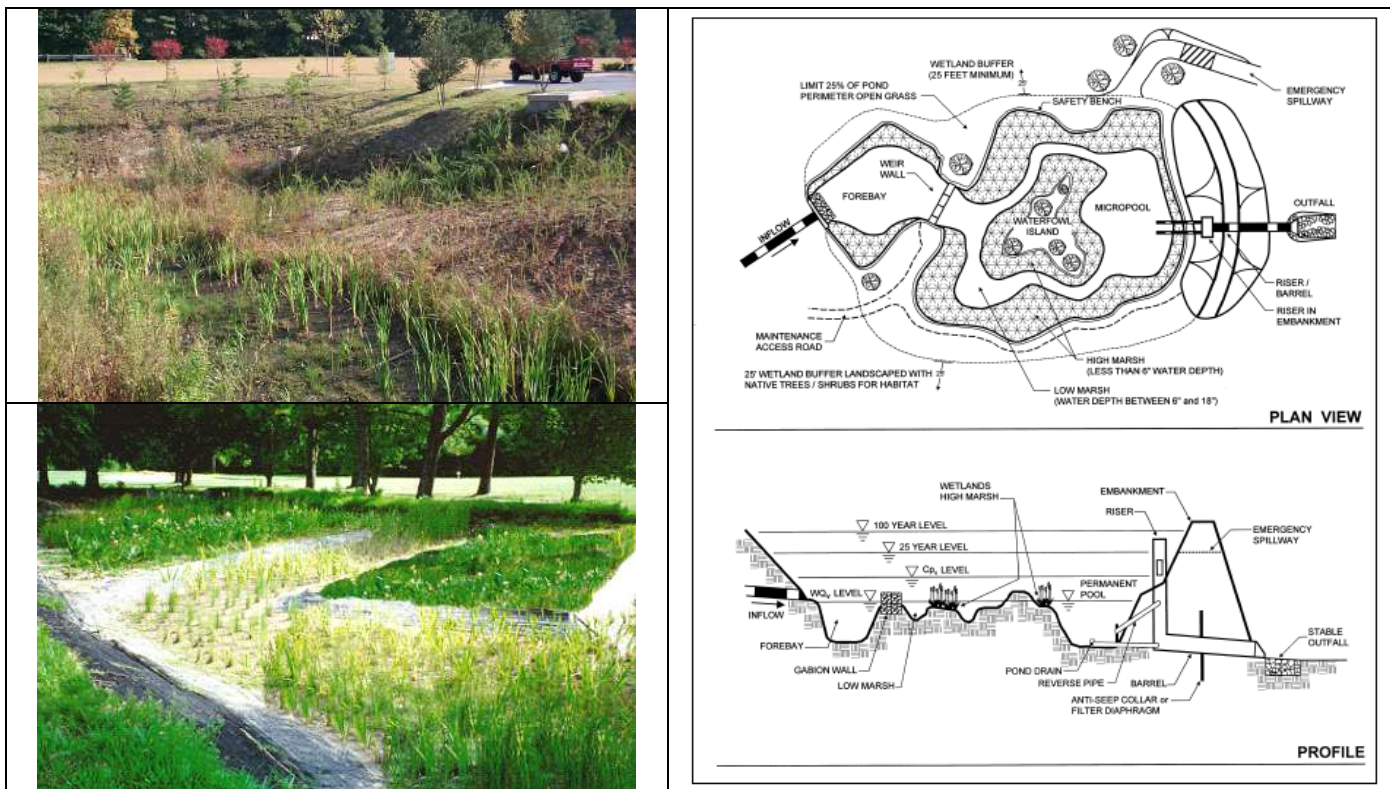 WETLAND BUFFER
(25 FEET MINIMUM)
25'
LIMIT 25% OF POND
PERIMETER OPEN GRASS
SAFETY BENCH
EMERGENCY
SPILLWAY
WEIR
WALL
FOREBAY
INFLOW
WATERFOWL
ISLAND
MICROPOOL
OUTFALL
RISER /
BARREL
RISER IN
EMBANKMENT
MAINTENANCE
ACCESS ROAD
25' WETLAND BUFFER LANDSCAPED WITH
NATIVE TREES / SHRUBS FOR HABITAT
25'
HIGH MARSH
(LESS THAN 6" WATER DEPTH)
LOW MARSH
(WATER DEPTH BETWEEN 6" and 18")
PLAN VIEW
WETLANDS
HIGH MARSH
EMBANKMENT
RISER
100 YEAR LEVEL
EMERGENCY
SPILLWAY
25 YEAR LEVEL
Cpv LEVEL
WQv LEVEL
PERMANENT
POOL
INFLOW
FOREBAY
GABION WALL
LOW MARSH
POND DRAIN
REVERSE PIPE
BARREL
STABLE
OUTFALL
ANTI-SEEP COLLAR or
FILTER DIAPHRAGM
PROFILE